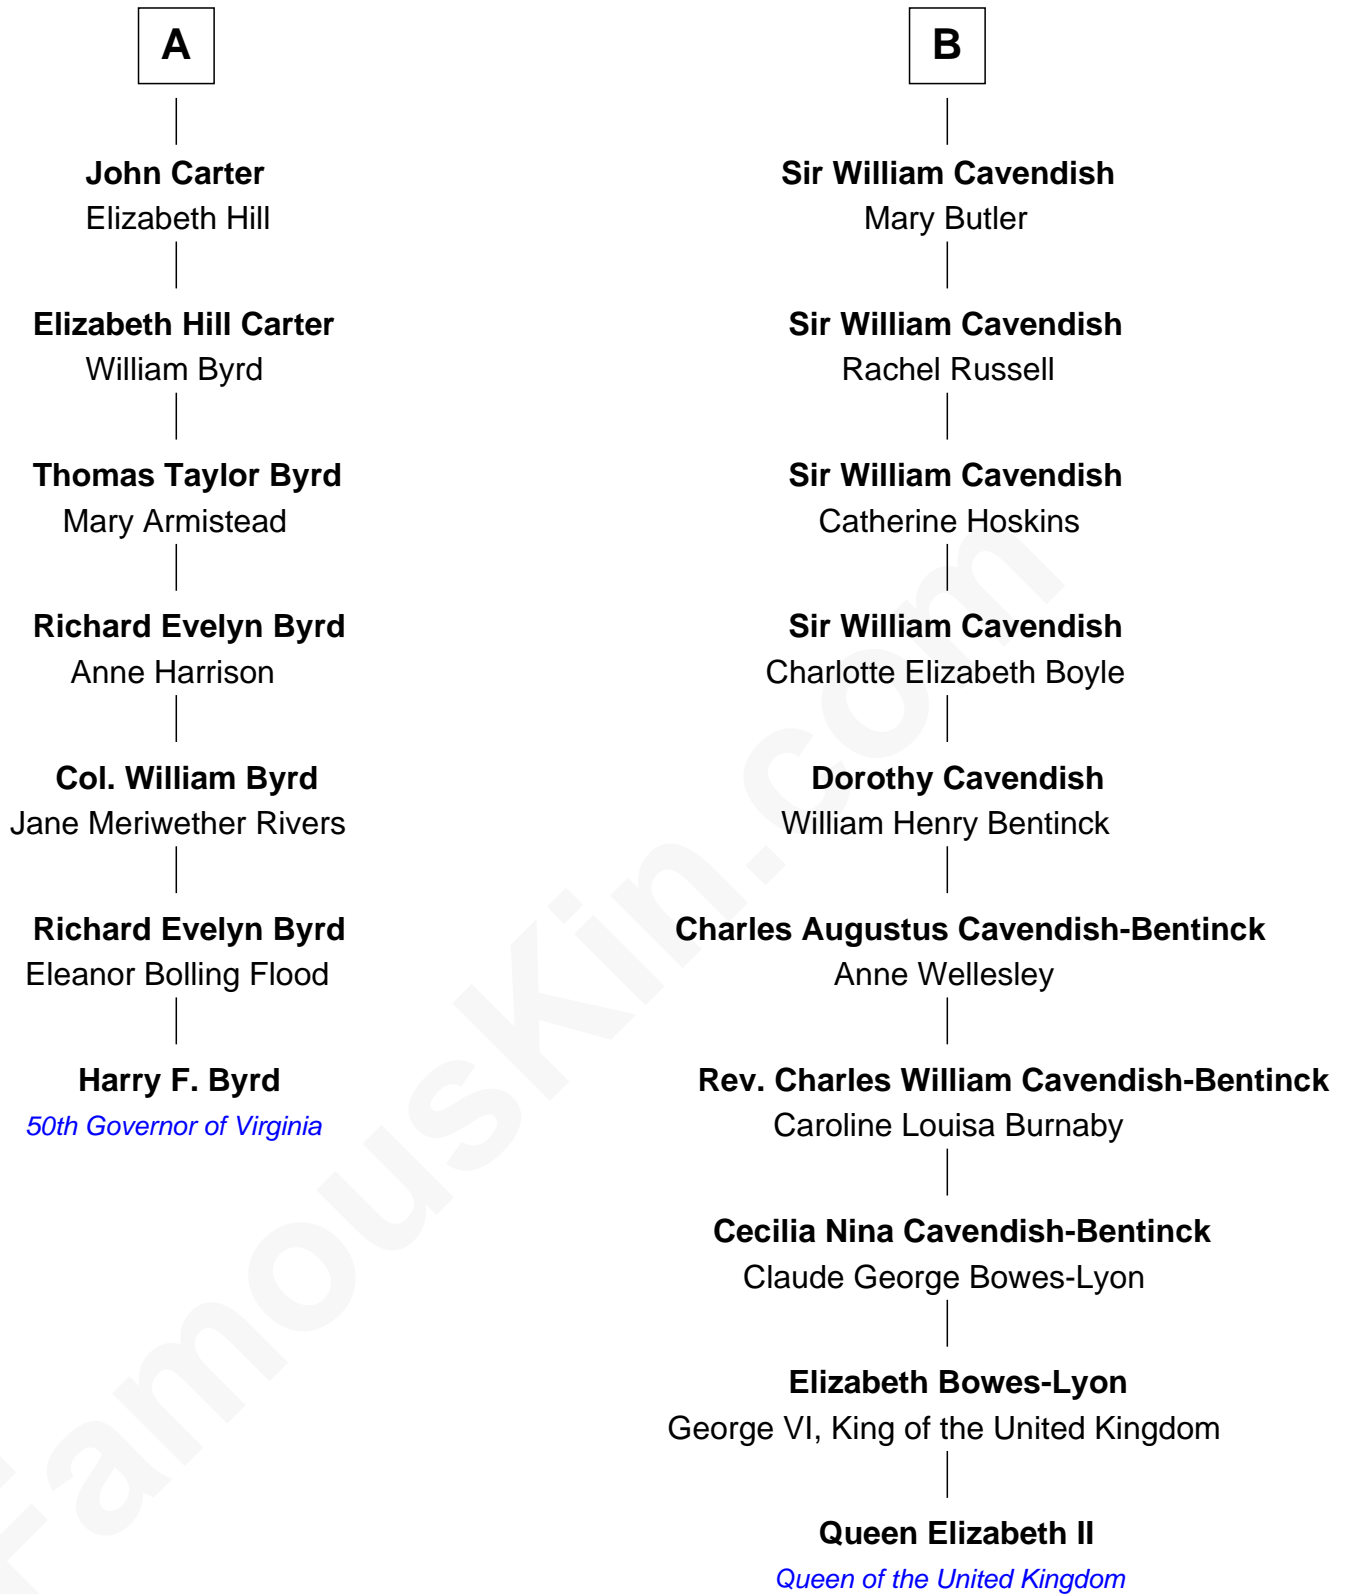 A
John Carter
Elizabeth Hill
Elizabeth Hill Carter
William Byrd
Thomas Taylor Byrd
Mary Armistead
Richard Evelyn Byrd
Anne Harrison
Col. William Byrd
Jane Meriwether Rivers
Richard Evelyn Byrd
Eleanor Bolling Flood
Harry F. Byrd
50th Governor of Virginia
B
Sir William Cavendish
Mary Butler
Sir William Cavendish
Rachel Russell
Sir William Cavendish
Catherine Hoskins
Sir William Cavendish
Charlotte Elizabeth Boyle
Dorothy Cavendish
William Henry Bentinck
Charles Augustus Cavendish-Bentinck
Anne Wellesley
Rev. Charles William Cavendish-Bentinck
Caroline Louisa Burnaby
Cecilia Nina Cavendish-Bentinck
Claude George Bowes-Lyon
Elizabeth Bowes-Lyon
George VI, King of the United Kingdom
Queen Elizabeth II
Queen of the United Kingdom
FamousKin.com